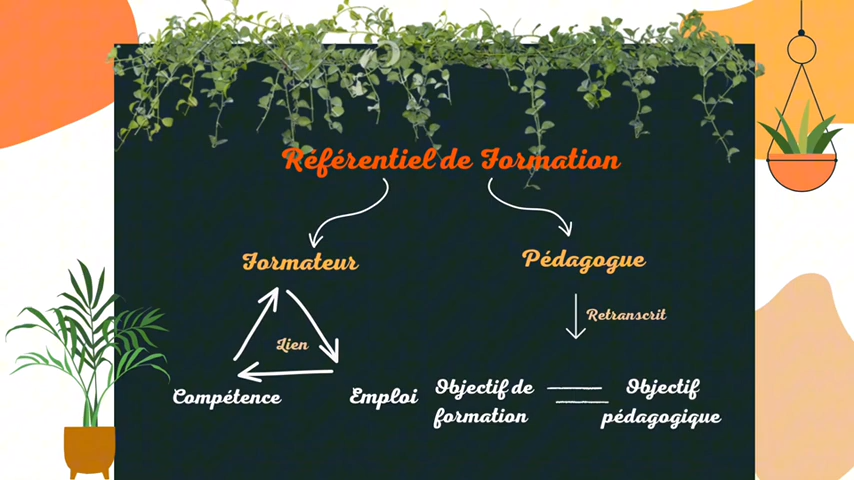 Référentiel de Formation
Formateur
Pédagogue
Retranscrit
Lien
Compétence
Emploi
Objectif de
formation
Objectif
pédagogique